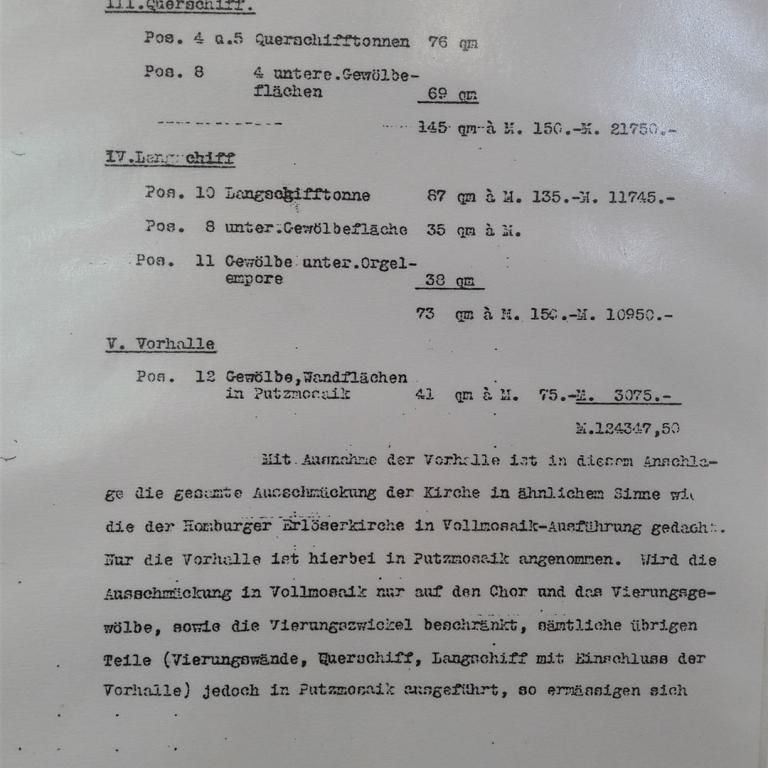 III.Querschiff.
Pos. 4 u.5 Querschifftonnen 76 qm
Pos. 8 4 untere.Gewölbe-
flächen 69 qm
145 qm à M. 150.-M. 21750.-
IV.Langschiff
Pos. 10 Langschifftonne 87 qm à M. 135.-M. 11745.-
Pos. 8 unter.Gewölbefläche 35 qm à M.
Pos. 11 Gewölbe unter.Orgel-
empore 38 qm
73 qm à M. 150.-M. 10950.-
V. Vorhalle
Pos. 12 Gewölbe,Wandflächen
in Putzmosaik 41 qm à M. 75.-M. 3075.-
M.124347,50
Mit Ausnahme der Vorhalle ist in diesem Anschla-
ge die gesamte Ausschmückung der Kirche in ähnlichem Sinne wie
die der Homburger Erlöserkirche in Vollmosaik-Ausführung gedacht.
Nur die Vorhalle ist hierbei in Putzmosaik angenommen. Wird die
Ausschmückung in Vollmosaik nur auf den Chor und das Vierungsge-
wölbe, sowie die Vierungszwickel beschränkt, sämtliche übrigen
Teile (Vierungswände, Querschiff, Langschiff mit Einschluss der
Vorhalle) jedoch in Putzmosaik ausgeführt, so ermässigen sich